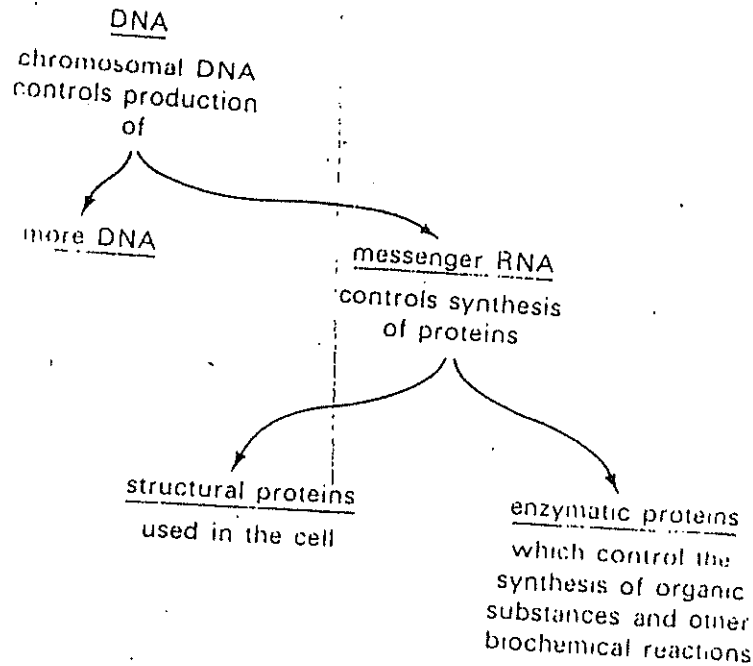 DNA
chromosomal DNA
controls production
of
more DNA
messenger RNA
controls synthesis
of proteins
structural proteins
used in the cell
enzymatic proteins
which control the
synthesis of organic
substances and other
biochemical reactions